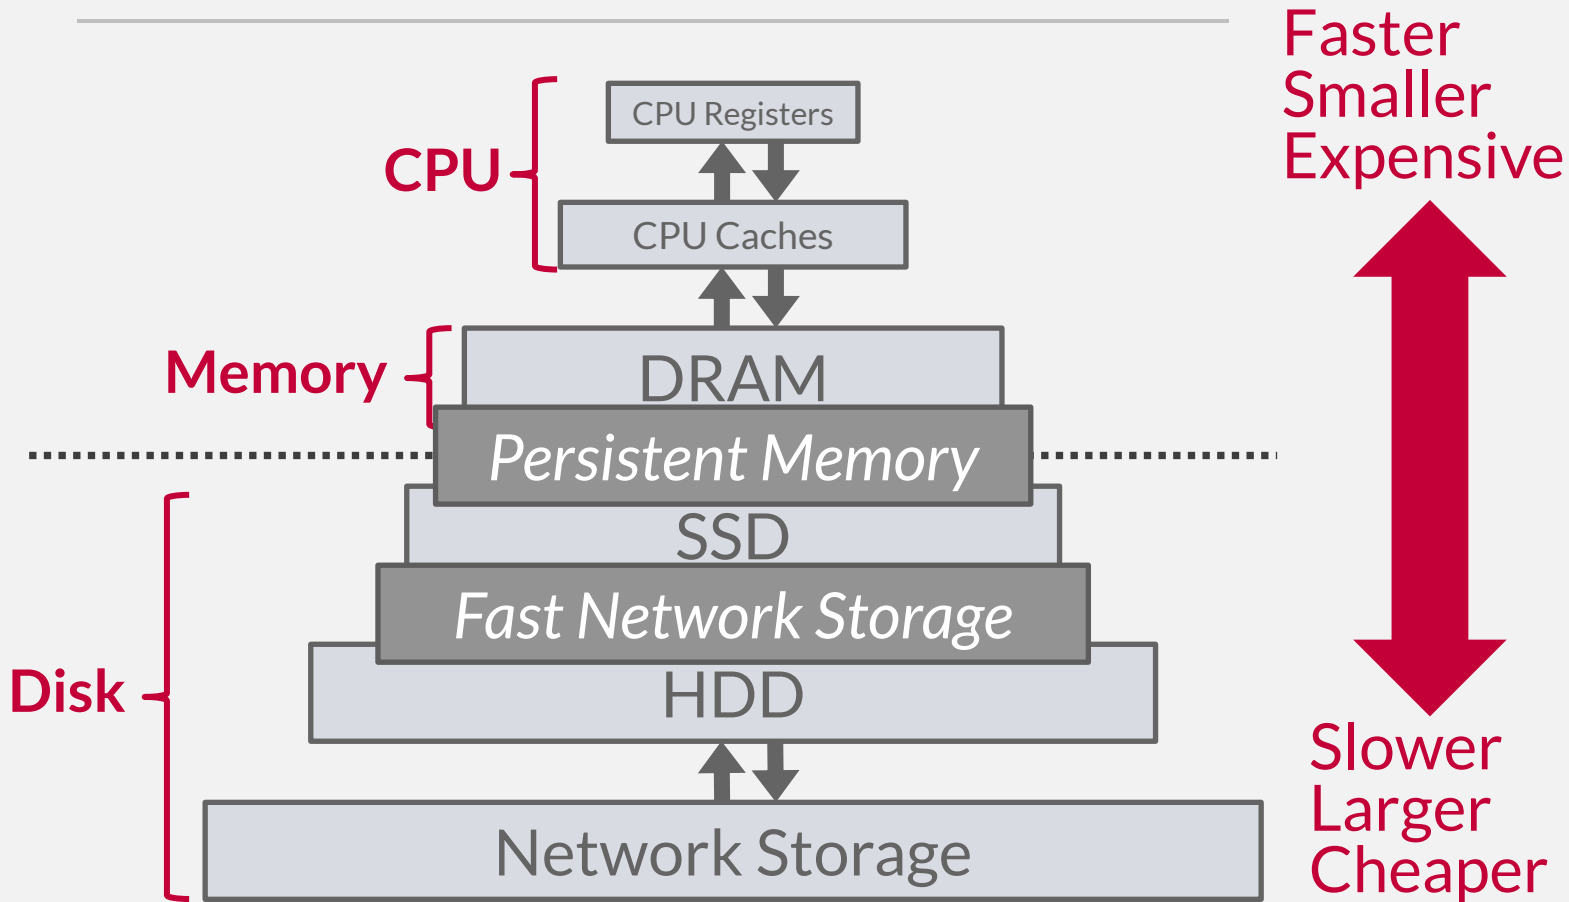 Faster
Smaller
Expensive
CPU Registers
CPU
CPU Caches
Memory
DRAM
Persistent Memory
SSD
Fast Network Storage
Disk
HDD
Slower
Larger
Cheaper
Network Storage